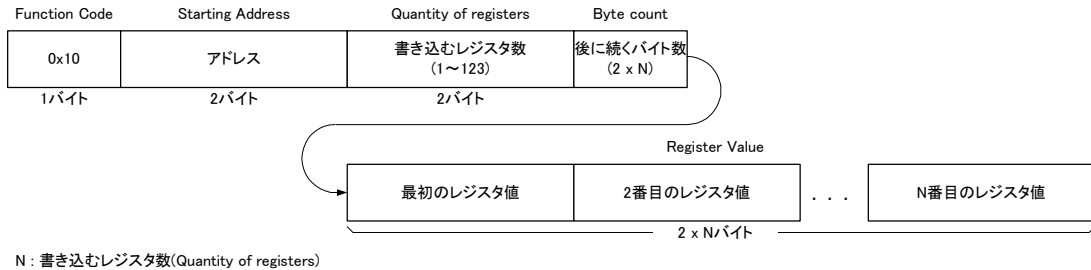 Function Code
Starting Address
Quantity of registers
Byte count
0x10
アドレス
書き込むレジスタ数
(1～123)
後に続くバイト数
(2 x N)
1バイト
2バイト
2バイト
Register Value
最初のレジスタ値
2番目のレジスタ値
. . .
N番目のレジスタ値
2 x Nバイト
N : 書き込むレジスタ数(Quantity of registers)